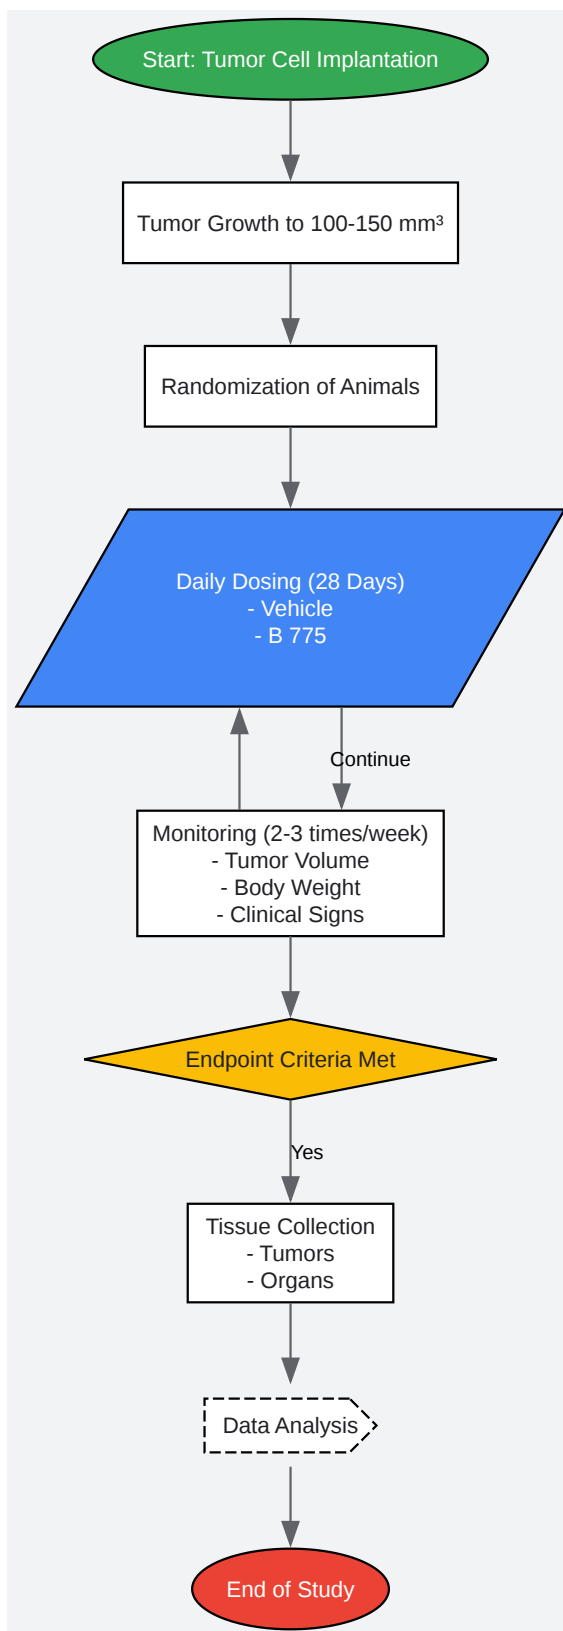 Start: Tumor Cell Implantation
Tumor Growth to 100-150 mm³
Randomization of Animals
Daily Dosing (28 Days)
- Vehicle
- B 775
Continue
Monitoring (2-3 times/week)
- Tumor Volume
- Body Weight
- Clinical Signs
Endpoint Criteria Met
Yes
Tissue Collection
- Tumors
- Organs
Data Analysis
End of Study